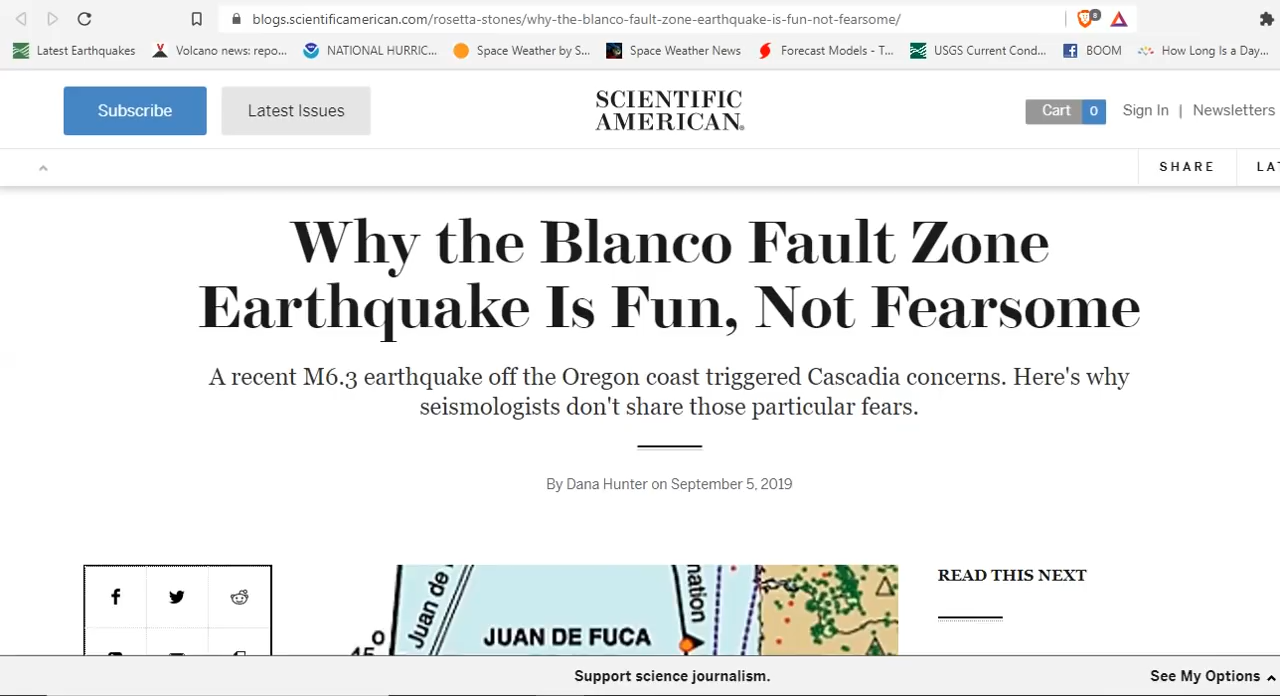 blogs.scientificamerican.com/rosetta-stones/why-the-blanco-fault-zone-earthquake-is-fun-not-fearsome/
8
Latest Earthquakes
Volcano news: repo...
NATIONAL HURRIC...
Space Weather by S...
Space Weather News
Forecast Models - T...
USGS Current Cond...
BOOM
How Long Is a Day...
Subscribe
Latest Issues
SCIENTIFIC
AMERICAN®
Cart 0
Sign In | Newsletters
SHARE
LAT
Why the Blanco Fault Zone
Earthquake Is Fun, Not Fearsome
A recent M6.3 earthquake off the Oregon coast triggered Cascadia concerns. Here's why
seismologists don't share those particular fears.
By Dana Hunter on September 5, 2019
READ THIS NEXT
Juan de
nation
JUAN DE FUCA
Support science journalism.
See My Options